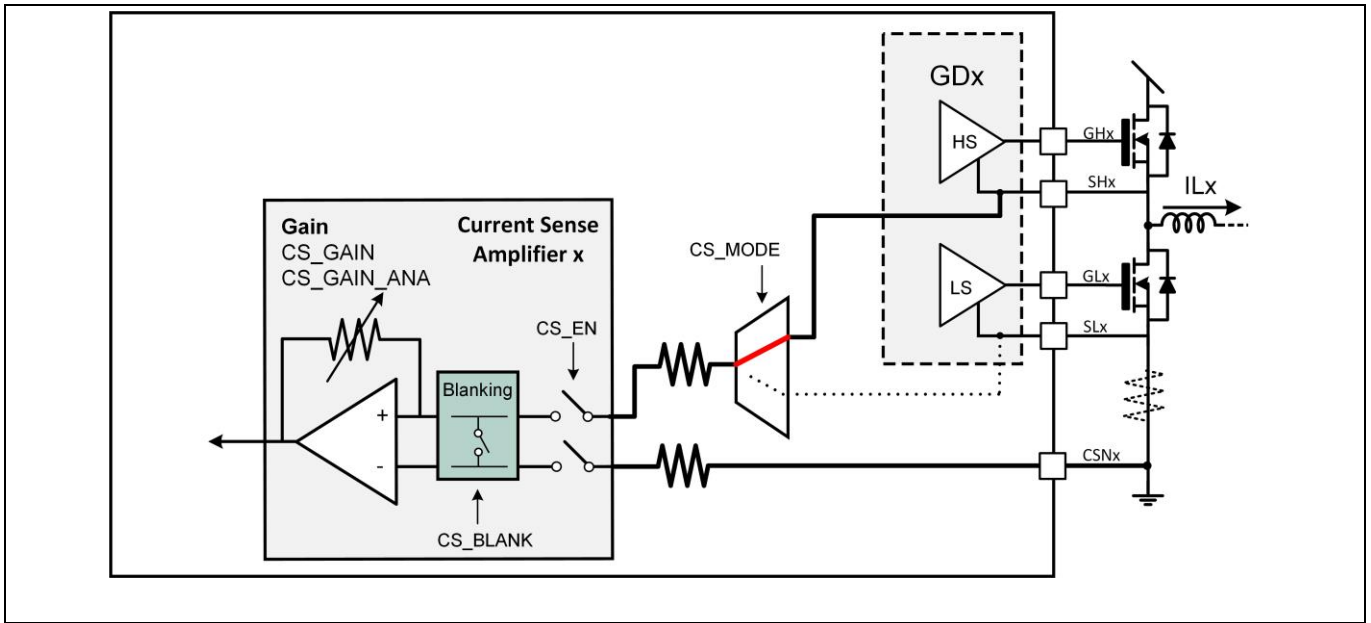 GDx
HS
GHx
SHx
ILx
Gain
CS_GAIN
CS_GAIN_ANA
Current Sense
Amplifier x
CS_MODE
LS
GLx
SLx
CS_EN
Blanking
+
-
CSNx
CS_BLANK